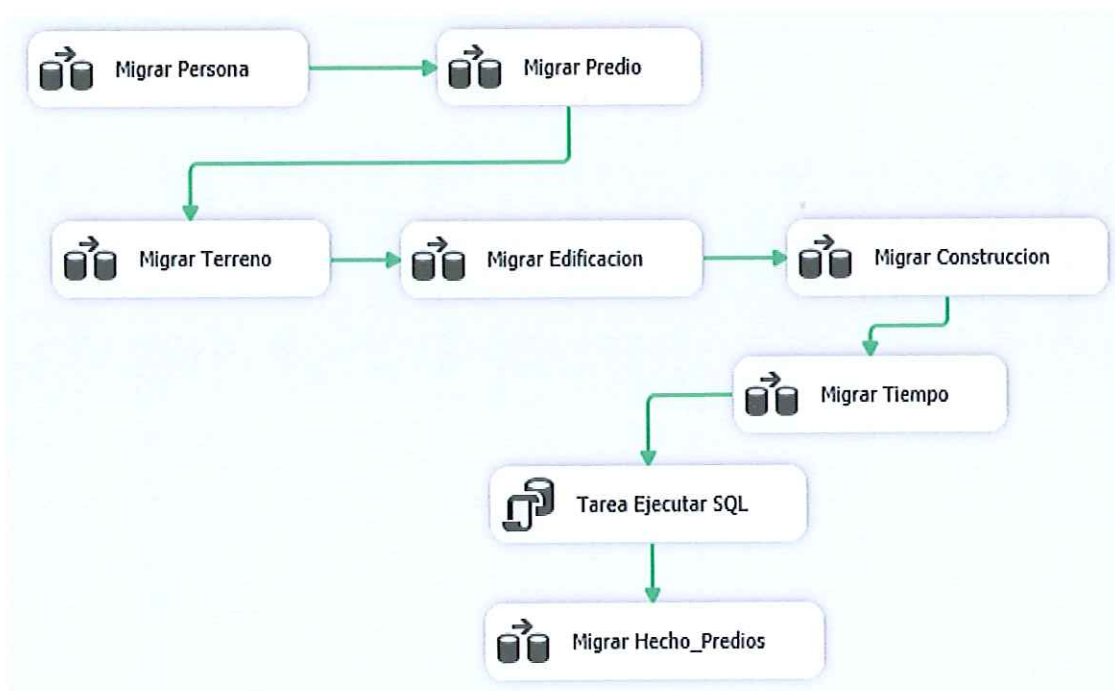 Migrar Persona
Migrar Predio
Migrar Terreno
Migrar Edificacion
Migrar Construccion
Migrar Tiempo
Tarea Ejecutar SQL
Migrar Hecho_Predios